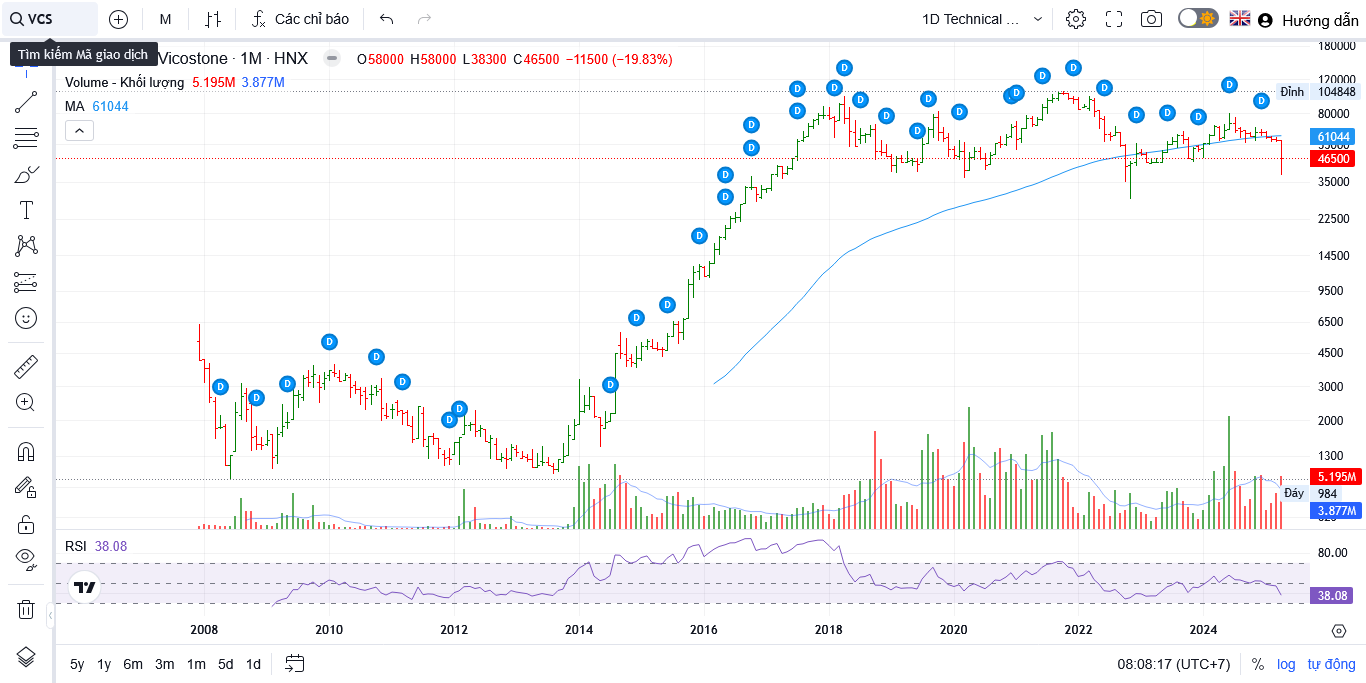 VCS
M
Các chỉ báo
1D Technical ...
Hướng dẫn
Tìm kiếm Mã giao dịch
Vicostone · 1M · HNX
O58000 H58000 L38300 C46500 −11500 (−19.83%)
Volume - Khối lượng 5.195M 3.877M
MA 61044
180000
120000
Đỉnh 104848
80000
61044
46500
35000
22500
14500
9500
6500
4500
3000
2000
1300
5.195M
Đáy 984
3.877M
D D D D D D D D D D D D D D D D D D D D D D D D D D D D D D D D D D D D D
RSI 38.08
80.00
38.08
2008 2010 2012 2014 2016 2018 2020 2022 2024
5y 1y 6m 3m 1m 5d 1d
08:08:17 (UTC+7) % log tự động